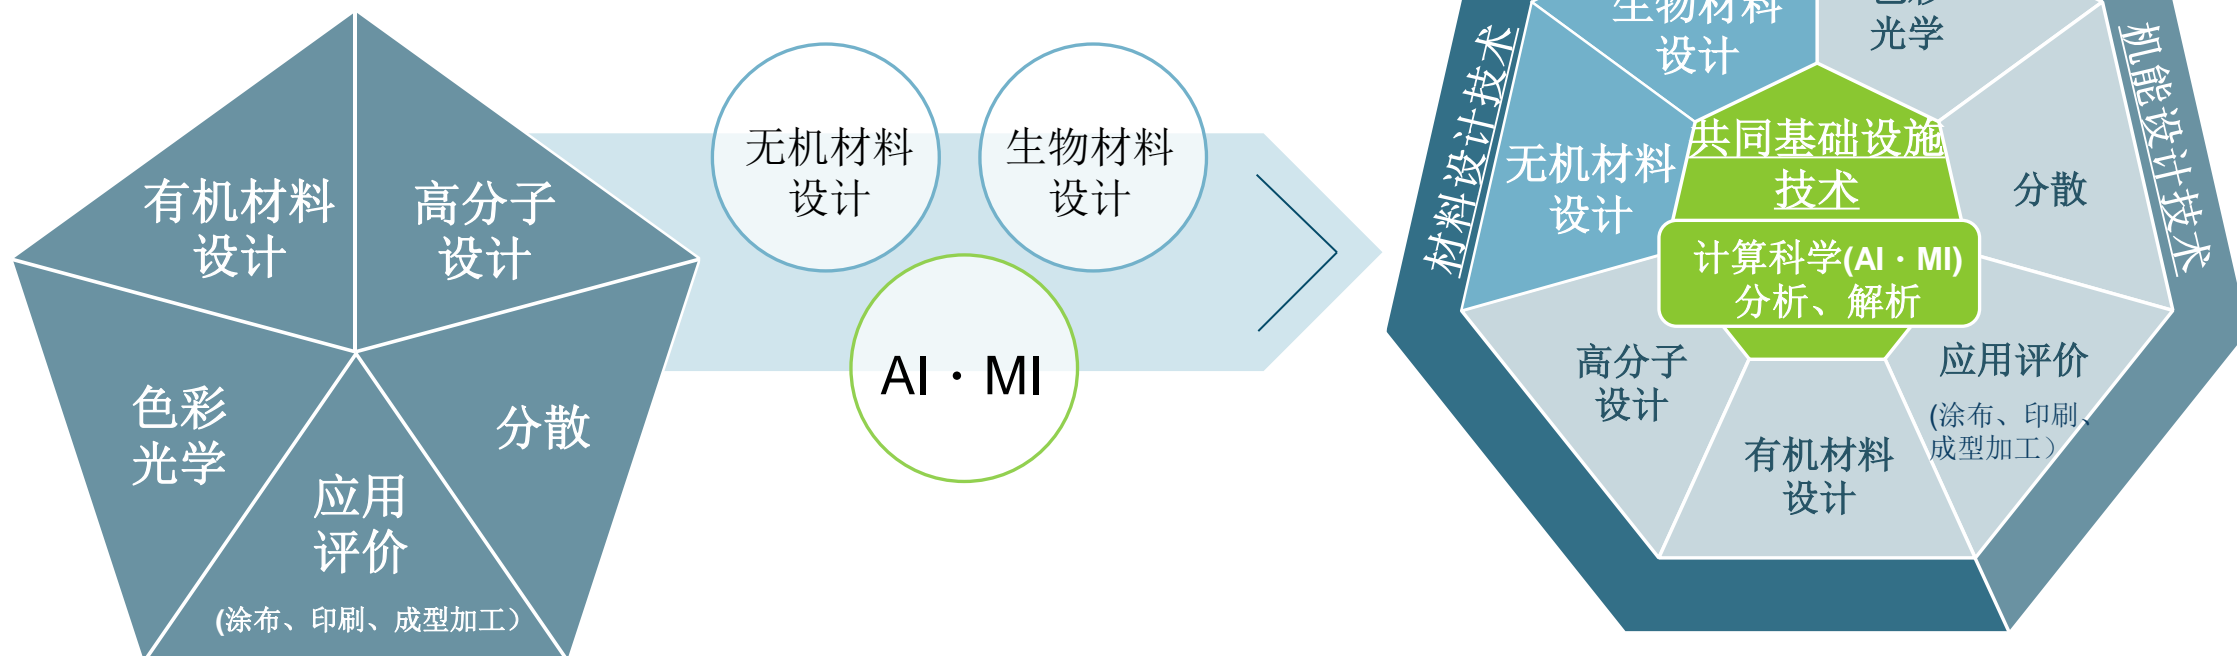 有机材料
设计
高分子
设计
色彩
光学
分散
应用
评价
(涂布、印刷、成型加工）
无机材料
设计
生物材料
设计
AI・MI
材料设计技术
机能设计技术
生物材料
设计
光学
无机材料
设计
共同基础设施
技术
计算科学(AI・MI)
分析、解析
分散
高分子
设计
有机材料
设计
应用评价
(涂布、印刷、
成型加工）